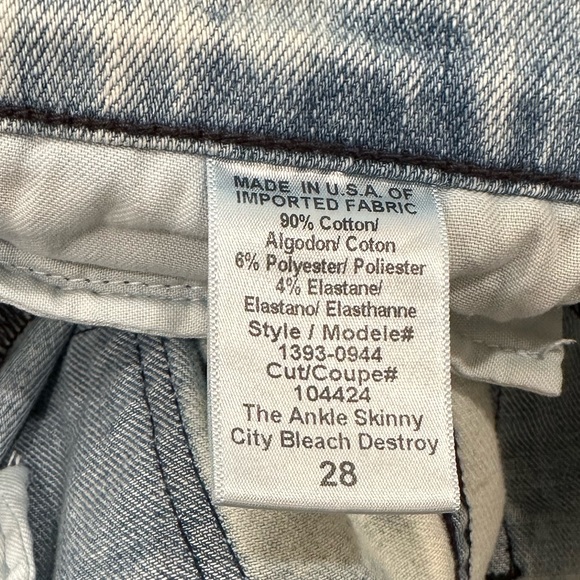 MADE IN U.S.A. OF
IMPORTED FABRIC
90% Cotton/
Algodon/ Coton
6% Polyester/ Poliester
4% Elastane/
Elastano/ Elasthanne
Style / Modele#
1393-0944
Cut/Coupe#
104424
The Ankle Skinny
City Bleach Destroy
28